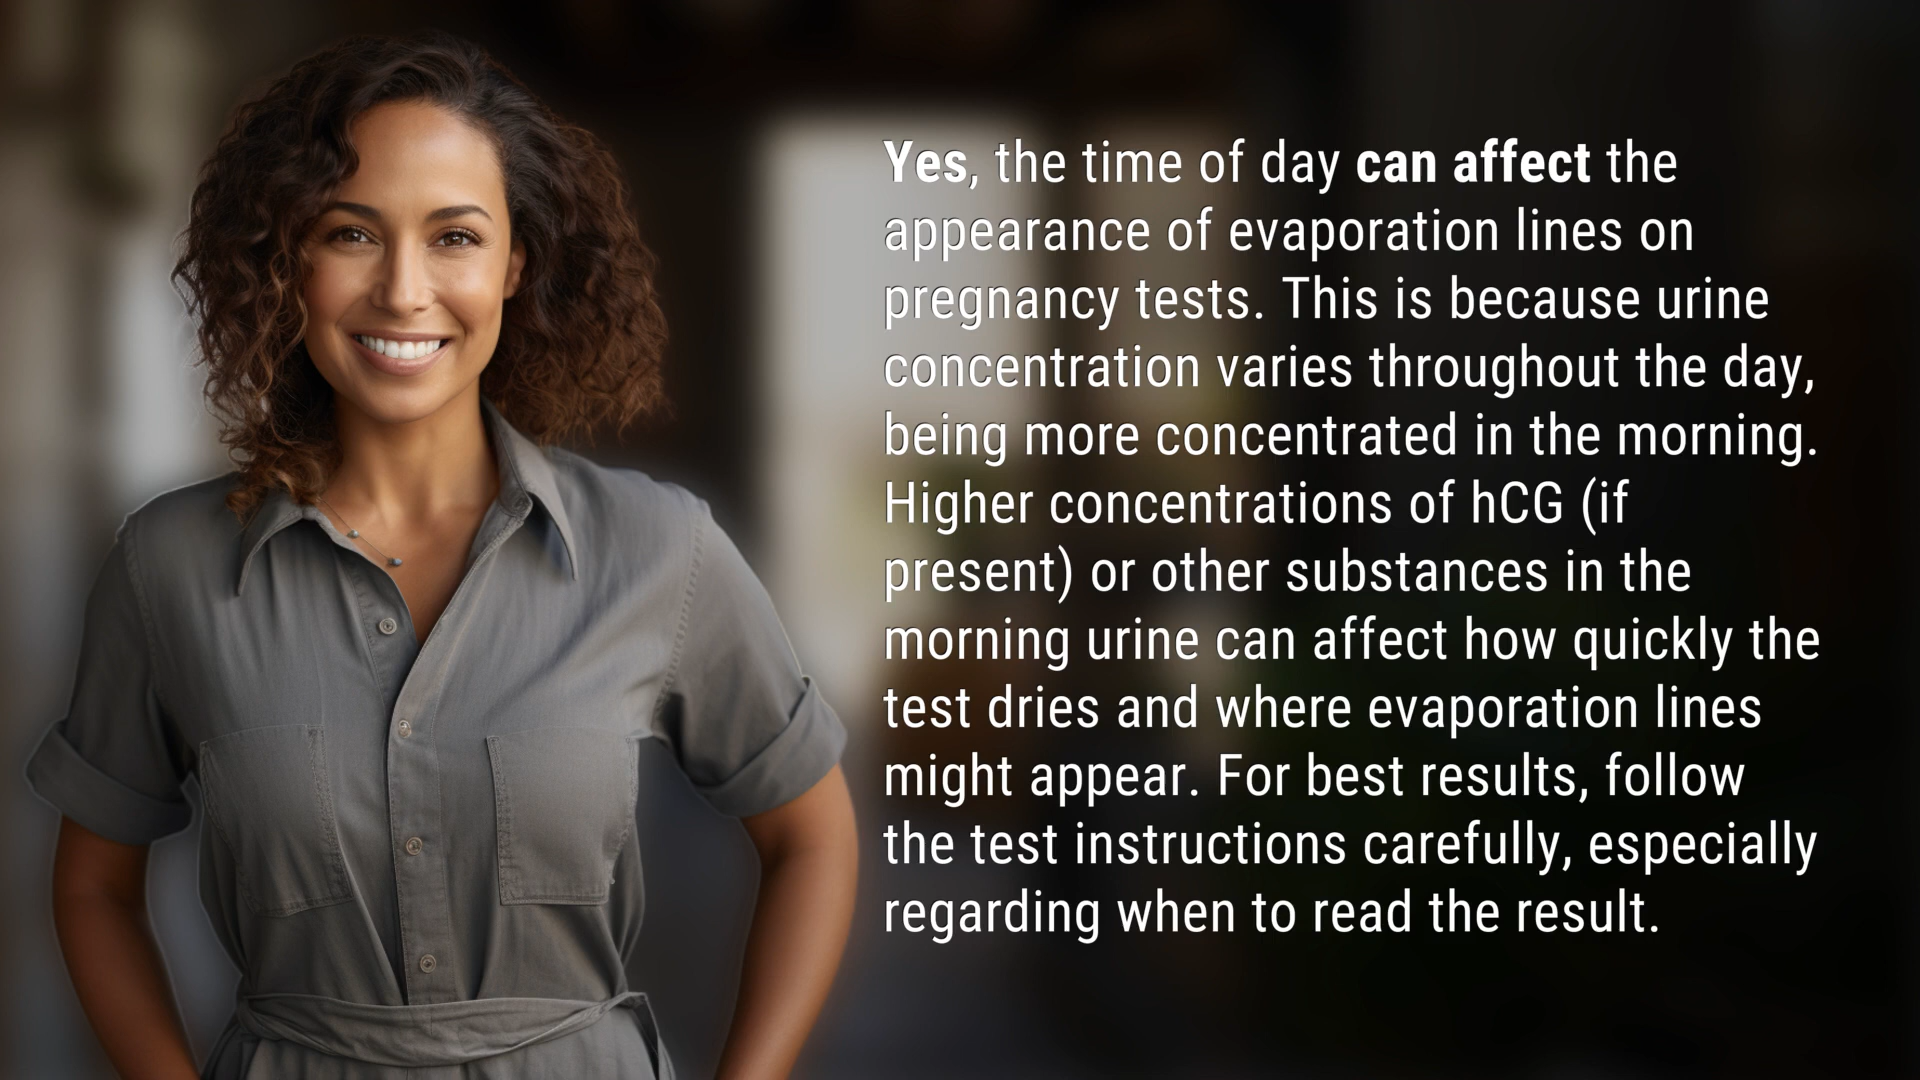 Yes, the time of day can affect the
appearance of evaporation lines on
pregnancy tests. This is because urine
concentration varies throughout the day,
being more concentrated in the morning.
Higher concentrations of hCG (if
present) or other substances in the
morning urine can affect how quickly the
test dries and where evaporation lines
might appear. For best results, follow
the test instructions carefully, especially
regarding when to read the result.